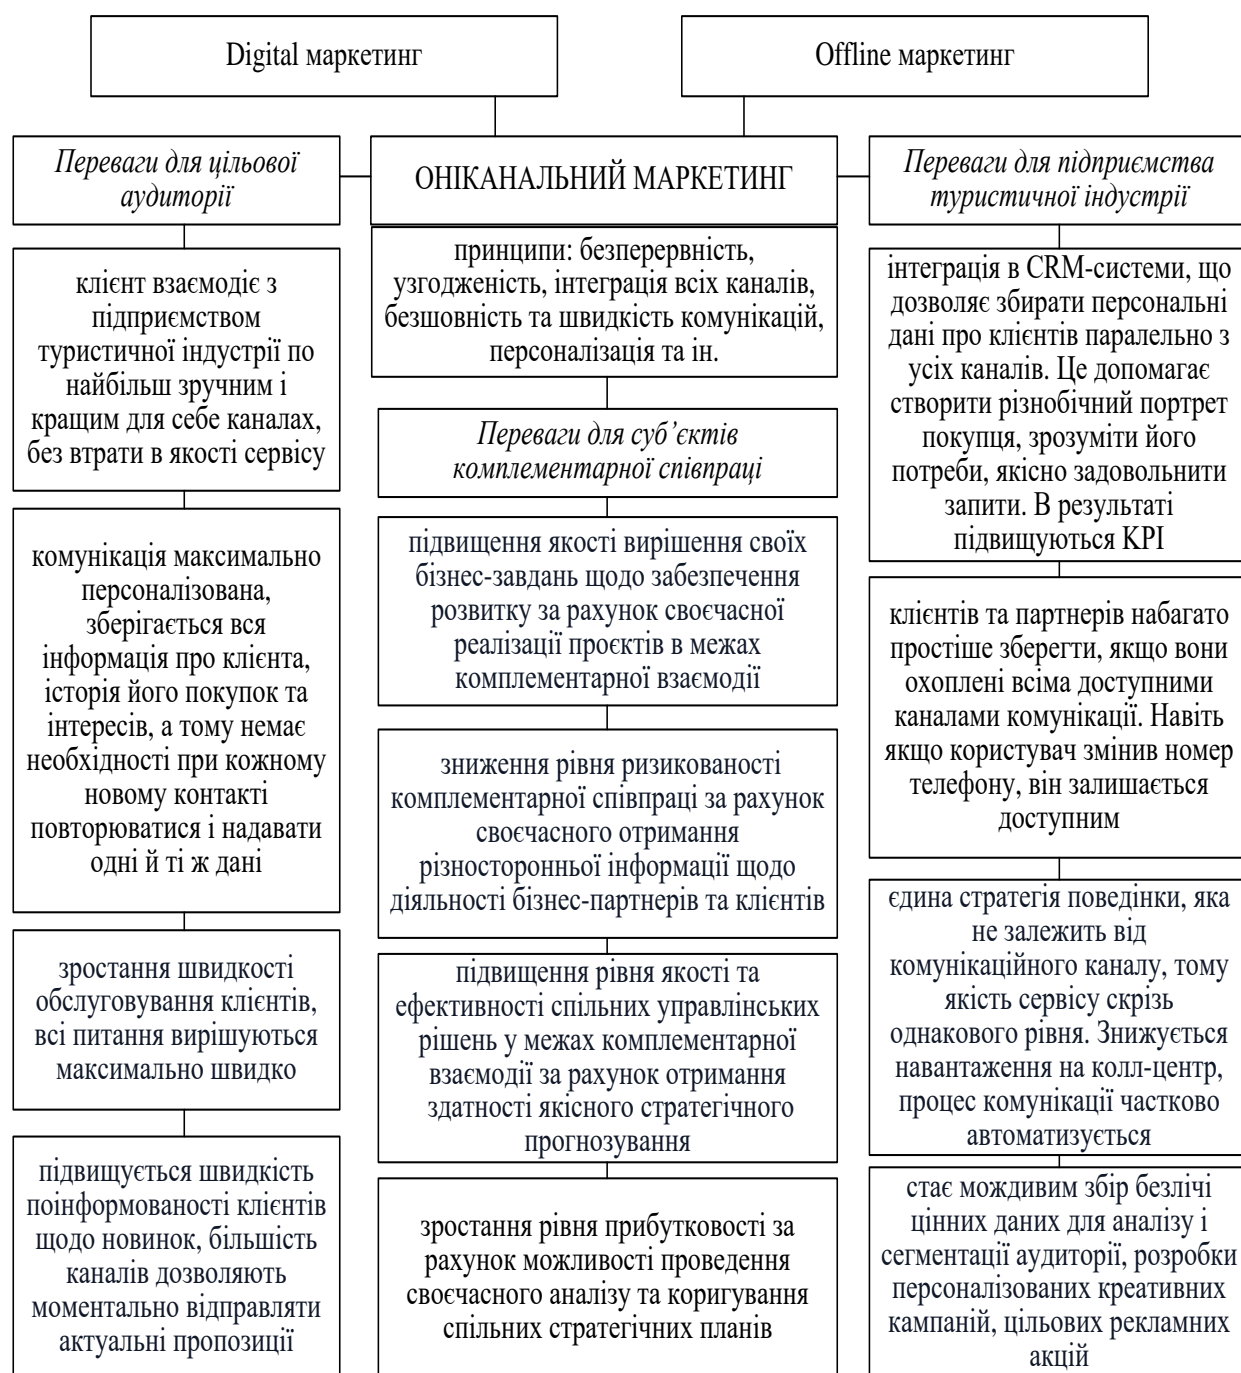 Digital маркетинг
Offline маркетинг
Переваги для цільової
аудиторії
ОНІКАНАЛЬНИЙ МАРКЕТИНГ
Переваги для підприємства
туристичної індустрії
клієнт взаємодіє з
підприємством
туристичної індустрії по
найбільш зручним і
кращим для себе каналах,
без втрати в якості сервісу
комунікація максимально
персоналізована,
зберігається вся
інформація про клієнта,
історія його покупок та
інтересів, а тому немає
необхідності при кожному
новому контакті
повторюватися і надавати
одні й ті ж дані
зростання швидкості
обслуговування клієнтів,
всі питання вирішуються
максимально швидко
підвищується швидкість
поінформованості клієнтів
щодо новинок, більшість
каналів дозволяють
моментально відправляти
актуальні пропозиції
принципи: безперервність,
узгодженість, інтеграція всіх каналів,
безшовність та швидкість комунікацій,
персоналізація та ін.
Переваги для суб’єктів
комплементарної співпраці
підвищення якості вирішення своїх
бізнес-завдань щодо забезпечення
розвитку за рахунок своєчасної
реалізації проєктів в межах
комплементарної взаємодії
зниження рівня ризикованості
комплементарної співпраці за рахунок
своєчасного отримання
різносторонньої інформації щодо
діяльності бізнес-партнерів та клієнтів
підвищення рівня якості та
ефективності спільних управлінських
рішень у межах комплементарної
взаємодії за рахунок отримання
здатності якісного стратегічного
прогнозування
зростання рівня прибутковості за
рахунок можливості проведення
своєчасного аналізу та коригування
спільних стратегічних планів
інтеграція в CRM-системи, що
дозволяє збирати персональні
дані про клієнтів паралельно з
усіх каналів. Це допомагає
створити різнобічний портрет
покупця, зрозуміти його
потреби, якісно задовольнити
запити. В результаті
підвищуються KPI
клієнтів та партнерів набагато
простіше зберегти, якщо вони
охоплені всіма доступними
каналами комунікації. Навіть
якщо користувач змінив номер
телефону, він залишається
доступним
єдина стратегія поведінки, яка
не залежить від
комунікаційного каналу, тому
якість сервісу скрізь
однакового рівня. Знижується
навантаження на колл-центр,
процес комунікації частково
автоматизується
стає мождивим збір безлічі
цінних даних для аналізу і
сегментації аудиторії, розробки
персоналізованих креативних
кампаній, цільових рекламних
акцій